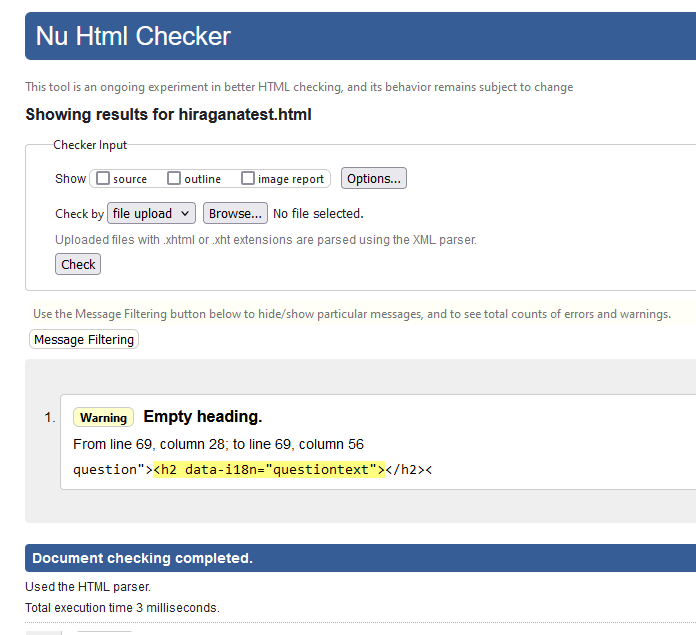 Nu Html Checker
This tool is an ongoing experiment in better HTML checking, and its behavior remains subject to change
Showing results for hiraganatest.html
Checker Input
Show source outline image report Options...
Check by file upload Browse... No file selected.
Uploaded files with .xhtml or .xht extensions are parsed using the XML parser.
Check
Use the Message Filtering button below to hide/show particular messages, and to see total counts of errors and warnings.
Message Filtering
1. Warning Empty heading.
From line 69, column 28; to line 69, column 56
question"><h2 data-i18n="questiontext"></h2><
Document checking completed.
Used the HTML parser.
Total execution time 3 milliseconds.